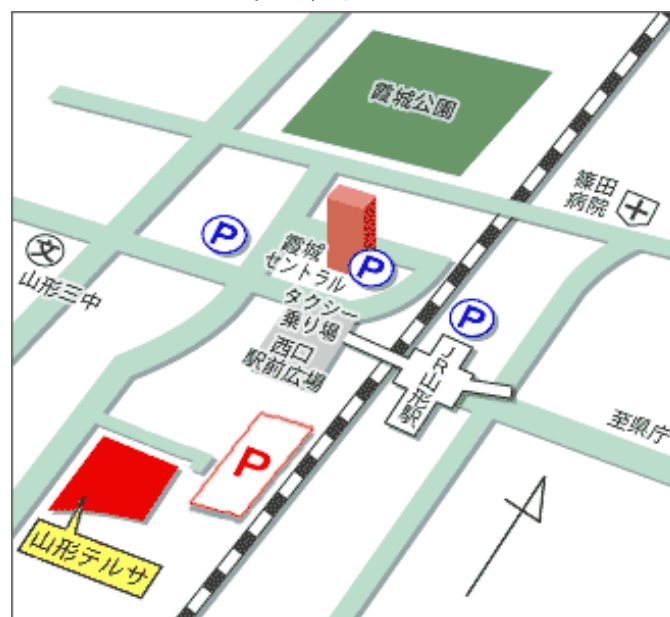 霞城公園
篠田
病院
文
山形三中
P
霞城
セントラル
P
タクシー
乗り場
西口
駅前広場
P
JR山形駅
至県庁
P
山形テルサ